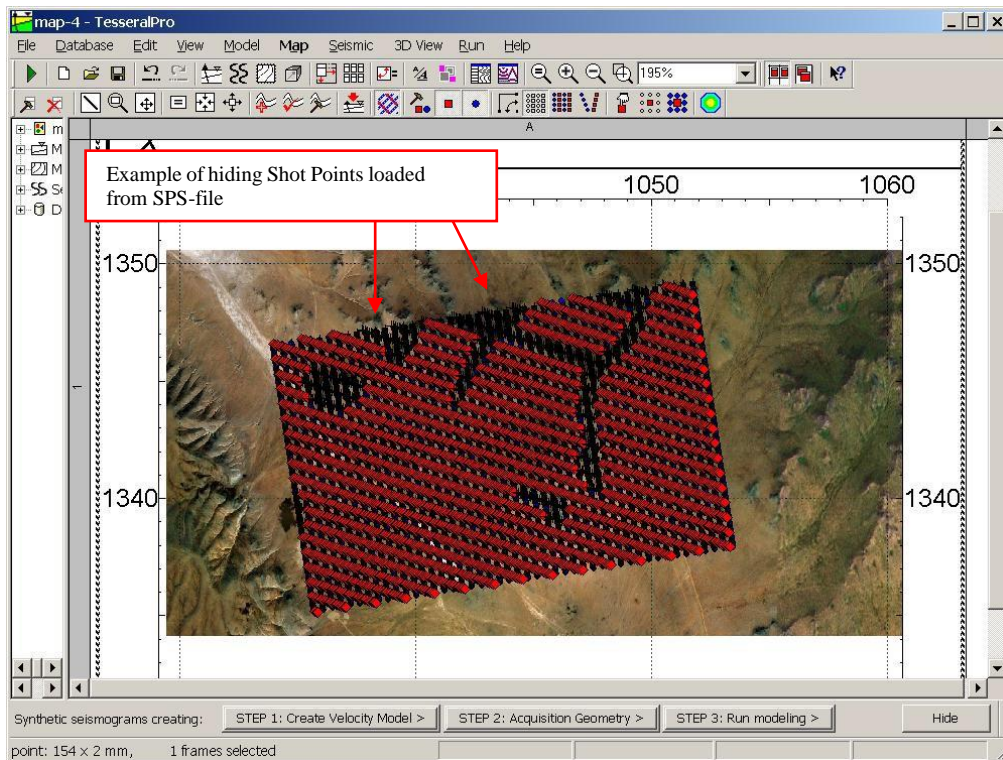 map-4 - TesseralPro
File Database Edit View Model Map Seismic 3D View Run Help
195%
A
m
M
M
Se
D
Example of hiding Shot Points loaded
from SPS-file
1050 1060
1350 1350
1
1340 1340
Synthetic seismograms creating: STEP 1: Create Velocity Model > STEP 2: Acquisition Geometry > STEP 3: Run modeling > Hide
point: 154 x 2 mm, 1 frames selected